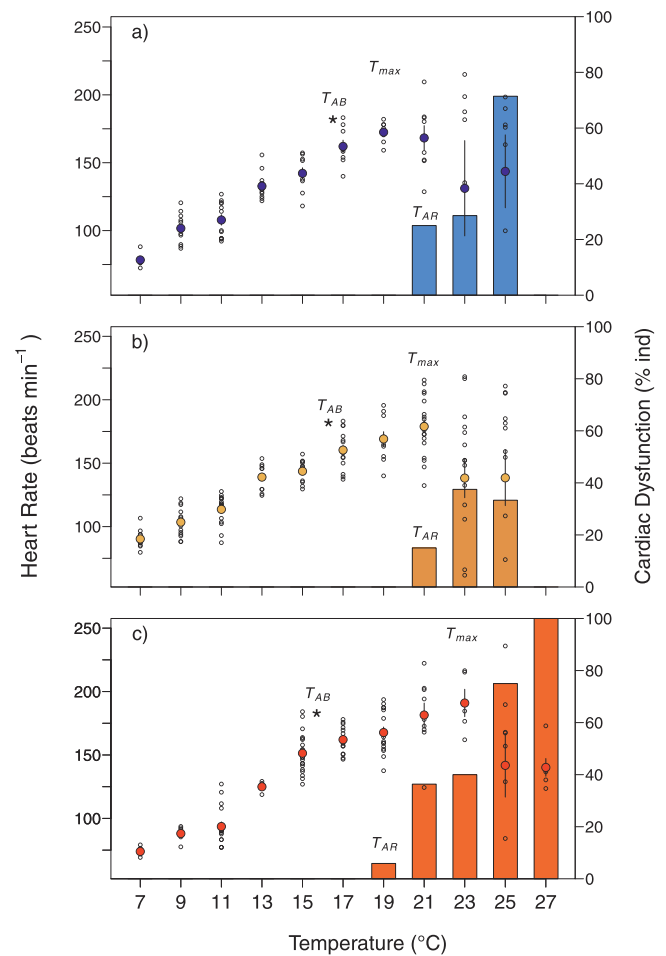 a)
250
200
150
100
100
80
60
40
20
0
T_max
T_AB
*
T_AR
b)
250
200
150
100
100
80
60
40
20
0
T_max
T_AB
*
T_AR
c)
250
200
150
100
100
80
60
40
20
0
T_max
T_AB
*
T_AR
Heart Rate (beats min⁻¹ )
Cardiac Dysfunction (% ind)
7 9 11 13 15 17 19 21 23 25 27
Temperature (°C)